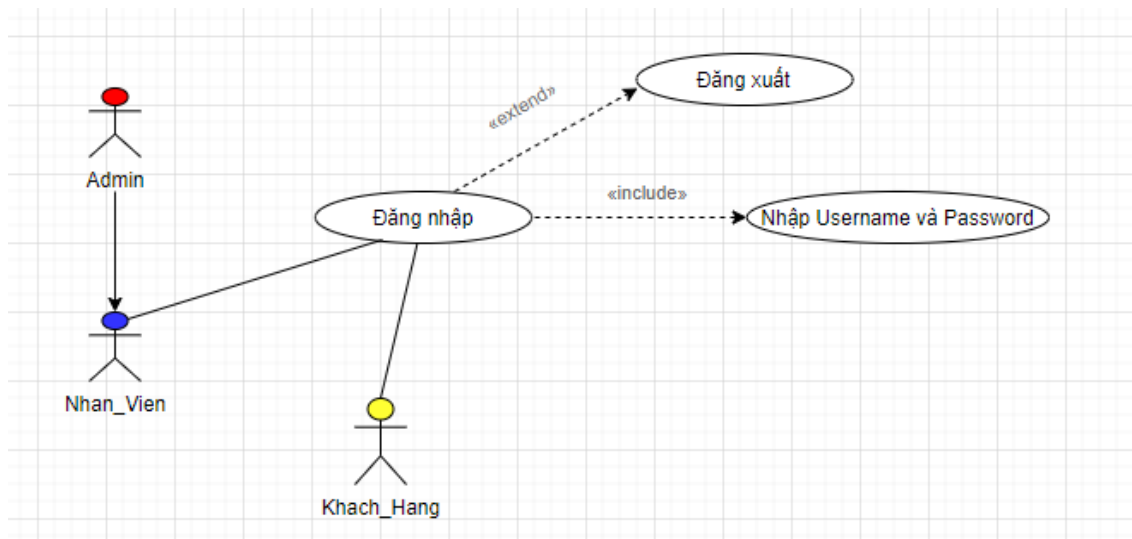 Đăng xuất
«extend»
Admin
«include»
Đăng nhập
Nhập Username và Password
Nhan_Vien
Khach_Hang